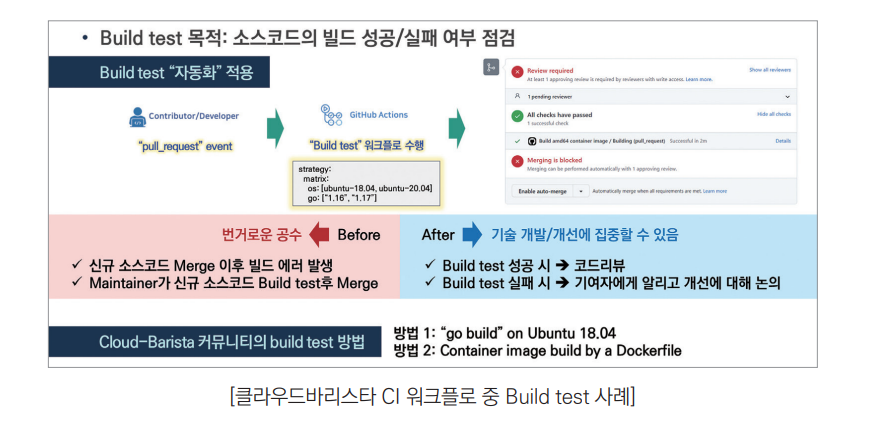 • Build test 목적: 소스코드의 빌드 성공/실패 여부 점검
Build test “자동화” 적용
Contributor/Developer
“pull_request” event
GitHub Actions
“Build test” 워크플로 수행
strategy:
matrix:
os: [ubuntu-18.04, ubuntu-20.04]
go: ["1.16", "1.17"]
Review required
Show all reviewers
At least 1 approving review is required by reviewers with write access. Learn more.
1 pending reviewer
All checks have passed
Hide all checks
1 successful check
Build amd64 container image / Building (pull_request) Successful in 2m
Details
Merging is blocked
Merging can be performed automatically with 1 approving review.
Enable auto-merge
Automatically merge when all requirements are met. Learn more
번거로운 공수 Before
✓ 신규 소스코드 Merge 이후 빌드 에러 발생
✓ Maintainer가 신규 소스코드 Build test후 Merge
After 기술 개발/개선에 집중할 수 있음
✓ Build test 성공 시 ➔ 코드리뷰
✓ Build test 실패 시 ➔ 기여자에게 알리고 개선에 대해 논의
Cloud-Barista 커뮤니티의 build test 방법
방법 1: “go build” on Ubuntu 18.04
방법 2: Container image build by a Dockerfile
[클라우드바리스타 CI 워크플로 중 Build test 사례]